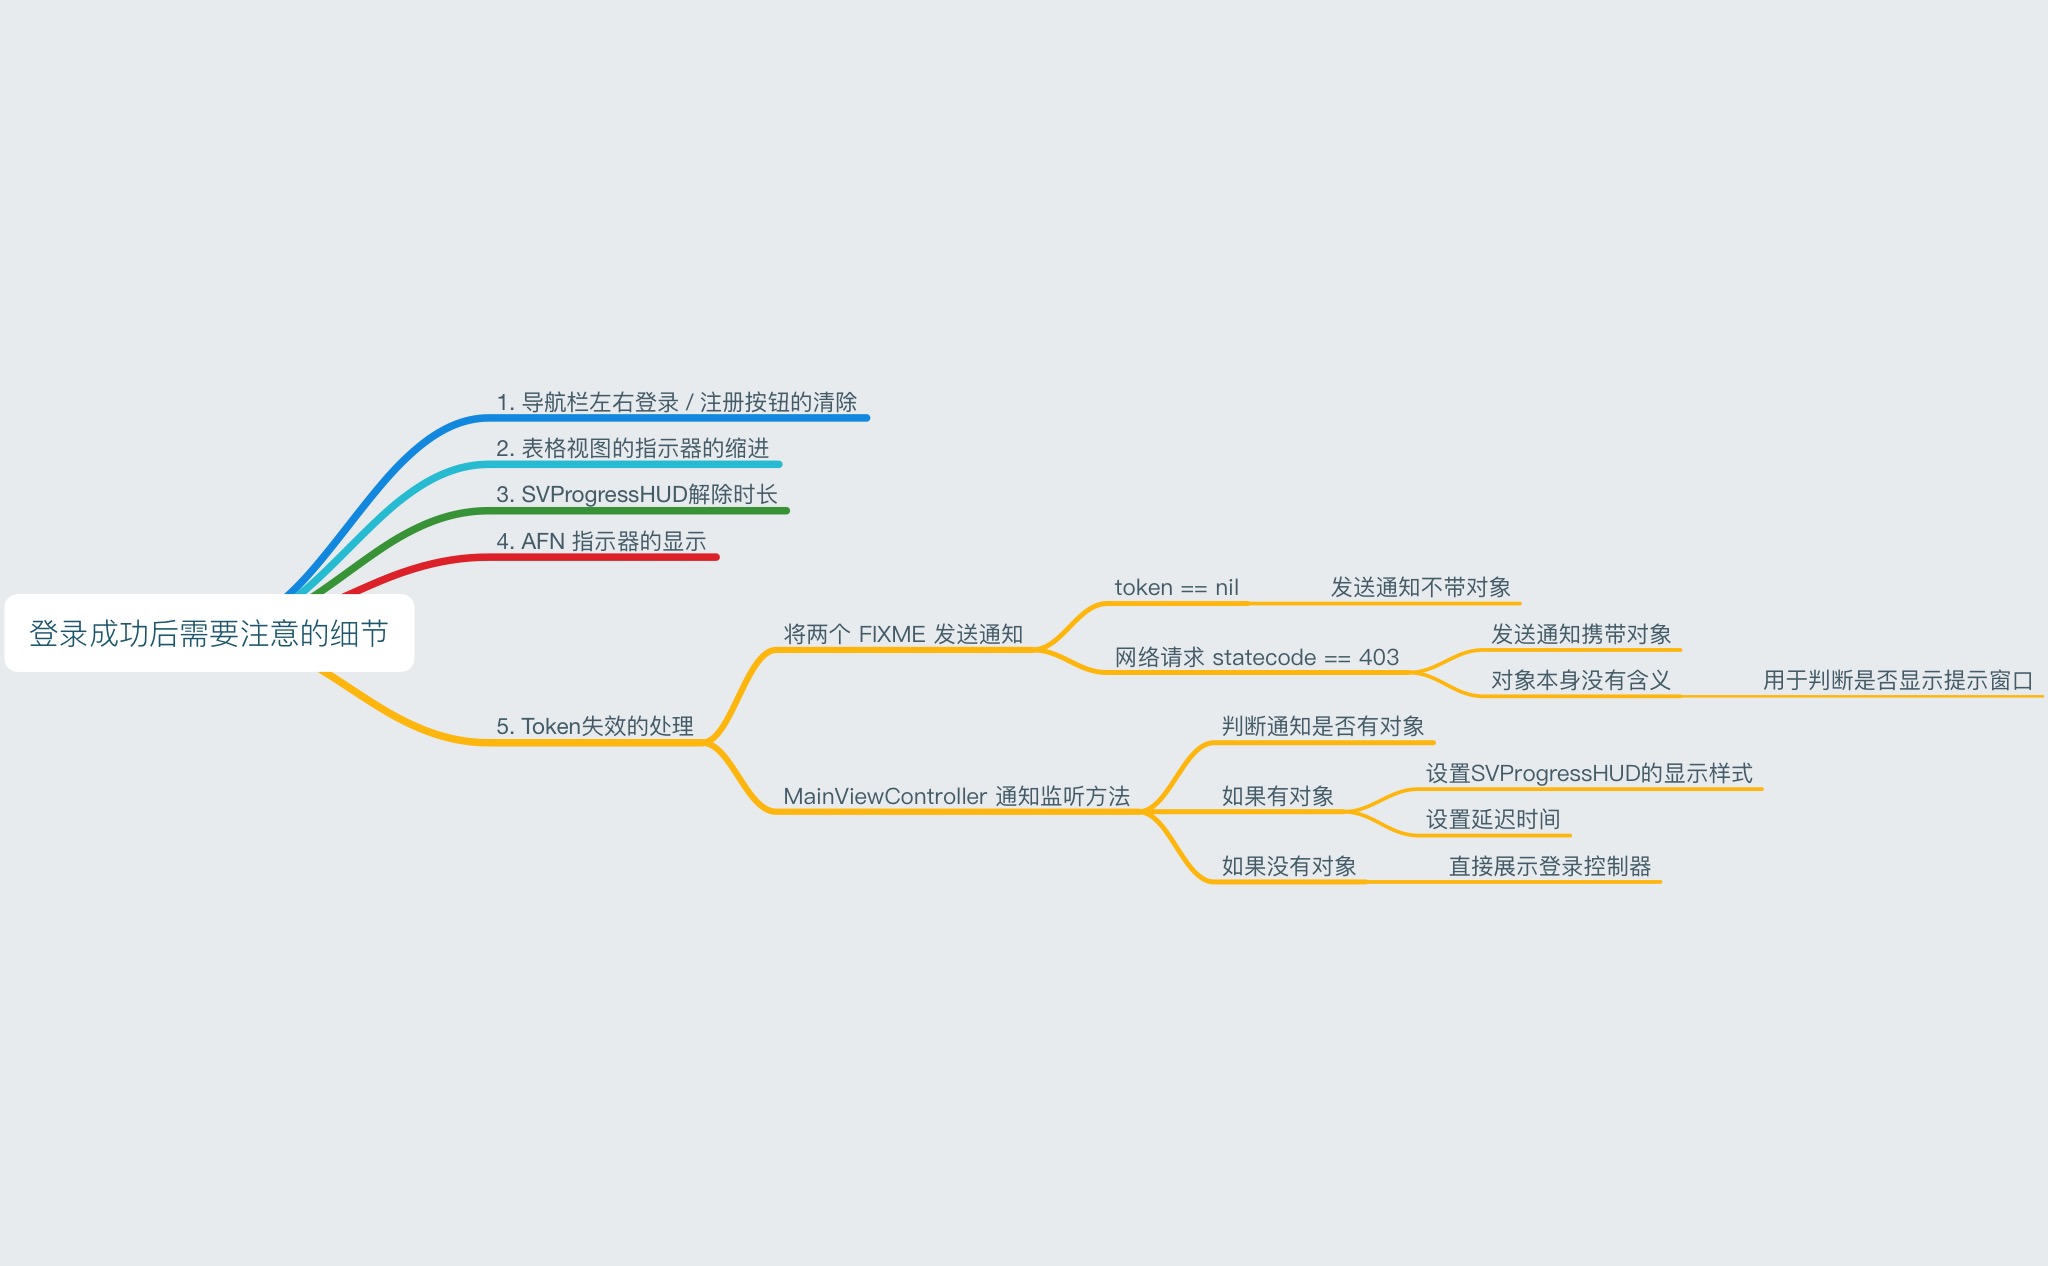 登录成功后需要注意的细节
1. 导航栏左右登录 / 注册按钮的清除
2. 表格视图的指示器的缩进
3. SVProgressHUD解除时长
4. AFN 指示器的显示
5. Token失效的处理
将两个 FIXME 发送通知
token == nil
发送通知不带对象
网络请求 statecode == 403
发送通知携带对象
对象本身没有含义
用于判断是否显示提示窗口
MainViewController 通知监听方法
判断通知是否有对象
如果有对象
设置SVProgressHUD的显示样式
设置延迟时间
如果没有对象
直接展示登录控制器